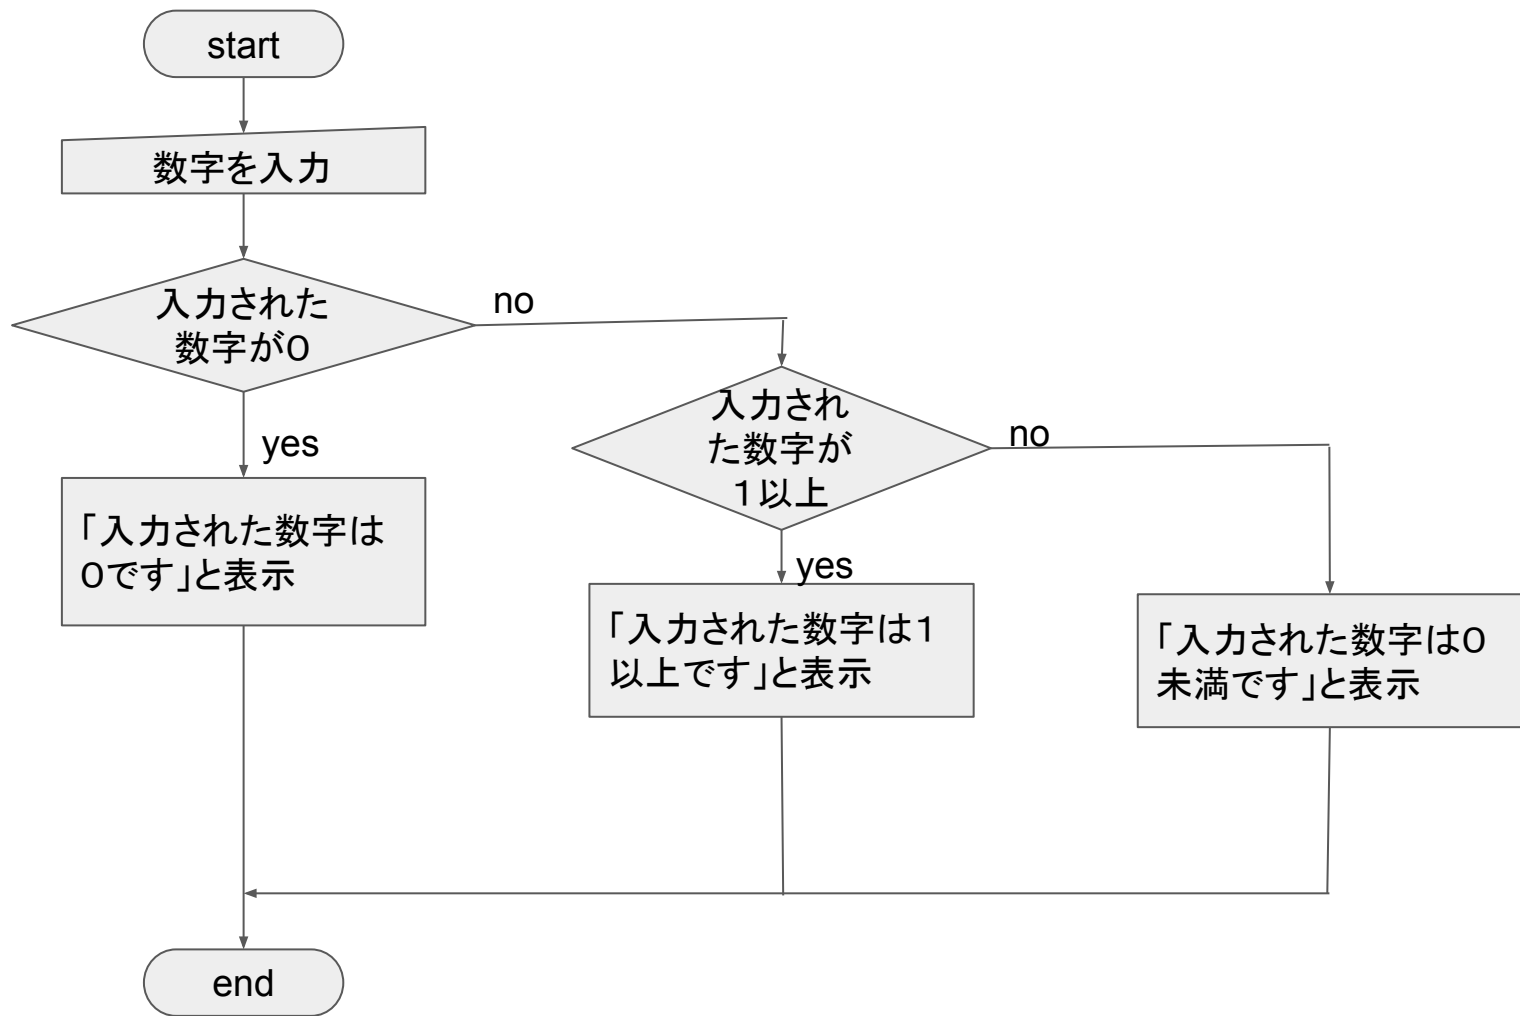 start
数字を入力
入力された
数字が０
no
yes
入力され
た数字が
１以上
no
yes
「入力された数字は
０です」と表示
「入力された数字は１
以上です」と表示
「入力された数字は０
未満です」と表示
end